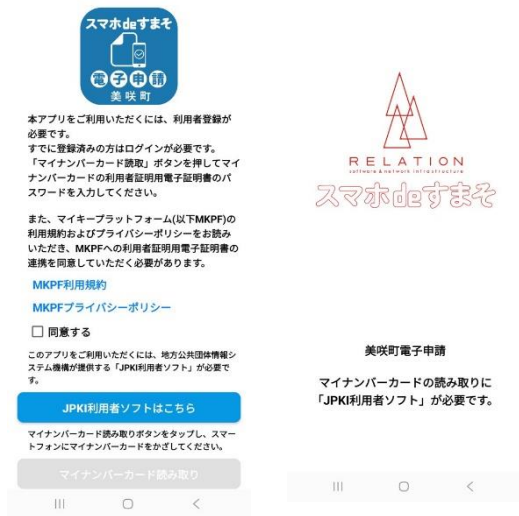 スマホdeすまそ
電子申請
美咲町
本アプリをご利用いただくには、利用者登録が
必要です。
すでに登録済みの方はログインが必要です。
「マイナンバーカード読取」ボタンを押してマイ
ナンバーカードの利用者証明用電子証明書のパ
スワードを入力してください。
また、マイキープラットフォーム(以下MKPF)の
利用規約およびプライバシーポリシーをお読み
いただき、MKPFへの利用者証明用電子証明書の
連携を同意していただく必要があります。
MKPF利用規約
MKPFプライバシーポリシー
同意する
このアプリをご利用いただくには、地方公共団体情報シ
ステム機構が提供する「JPKI利用者ソフト」が必要で
す。
JPKI利用者ソフトはこちら
マイナンバーカード読み取りボタンをタップし、スマー
トフォンにマイナンバーカードをかざしてください。
マイナンバーカード読み取り
RELATION
software & network infrastructure
スマホdeすまそ
美咲町電子申請
マイナンバーカードの読み取りに
「JPKI利用者ソフト」が必要です。